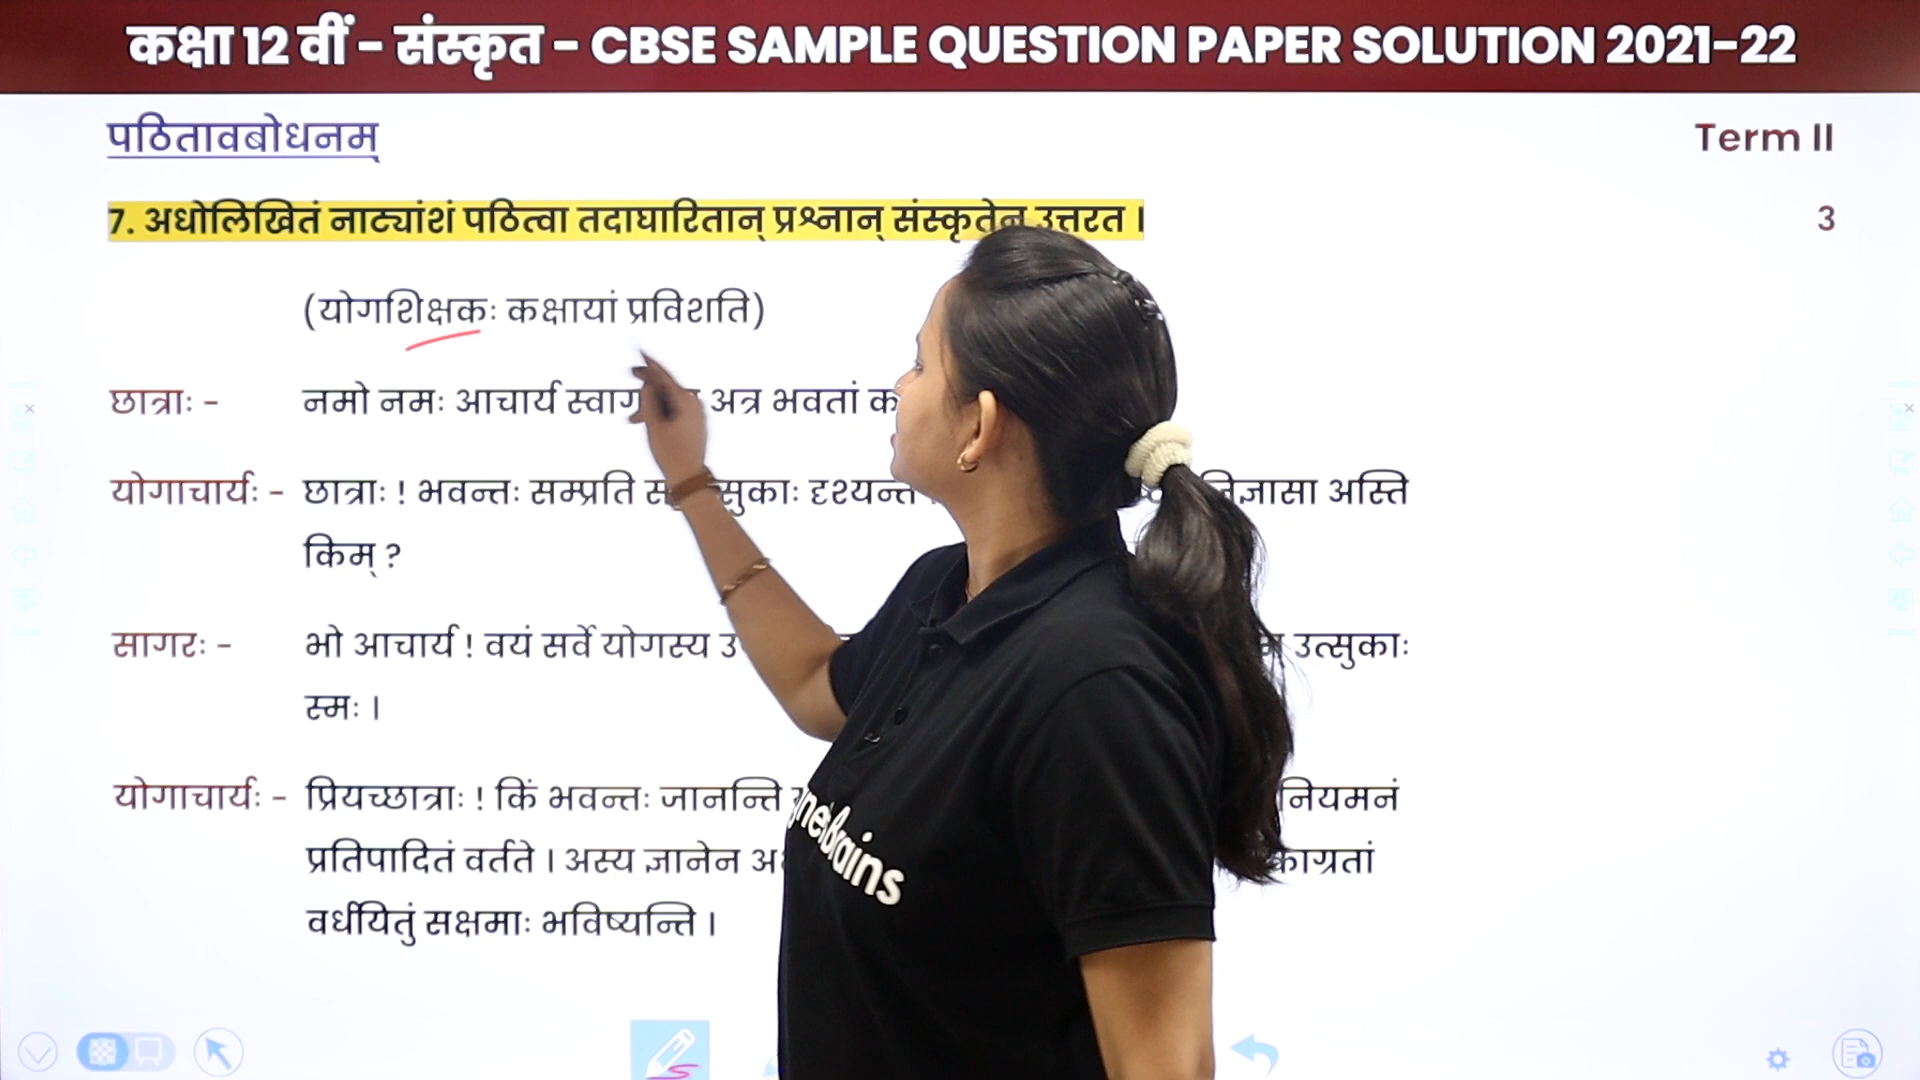 कक्षा 12 वीं - संस्कृत - CBSE SAMPLE QUESTION PAPER SOLUTION 2021-22
पठितावबोधनम्
Term II
7. अधोलिखितं नाट्यांशं पठित्वा तदाघारितान् प्रश्नान् संस्कृतेन उत्तरत ।
3
(योगशिक्षकः कक्षायां प्रविशति)
छात्राः - नमो नमः आचार्य अत्र भवतां
योगाचार्यः - छात्राः ! भवन्तः सम्प्रति दृश्यन्ते जिज्ञासा अस्ति
किम् ?
सागरः - भो आचार्य ! वयं सर्वे योगस्य उत्सुकाः
स्मः ।
योगाचार्यः - प्रियच्छात्राः ! किं भवन्तः जानन्ति नियमनं
प्रतिपादितं वर्तते । अस्य ज्ञानेन
वर्धयितुं सक्षमाः भविष्यन्ति ।
Brains